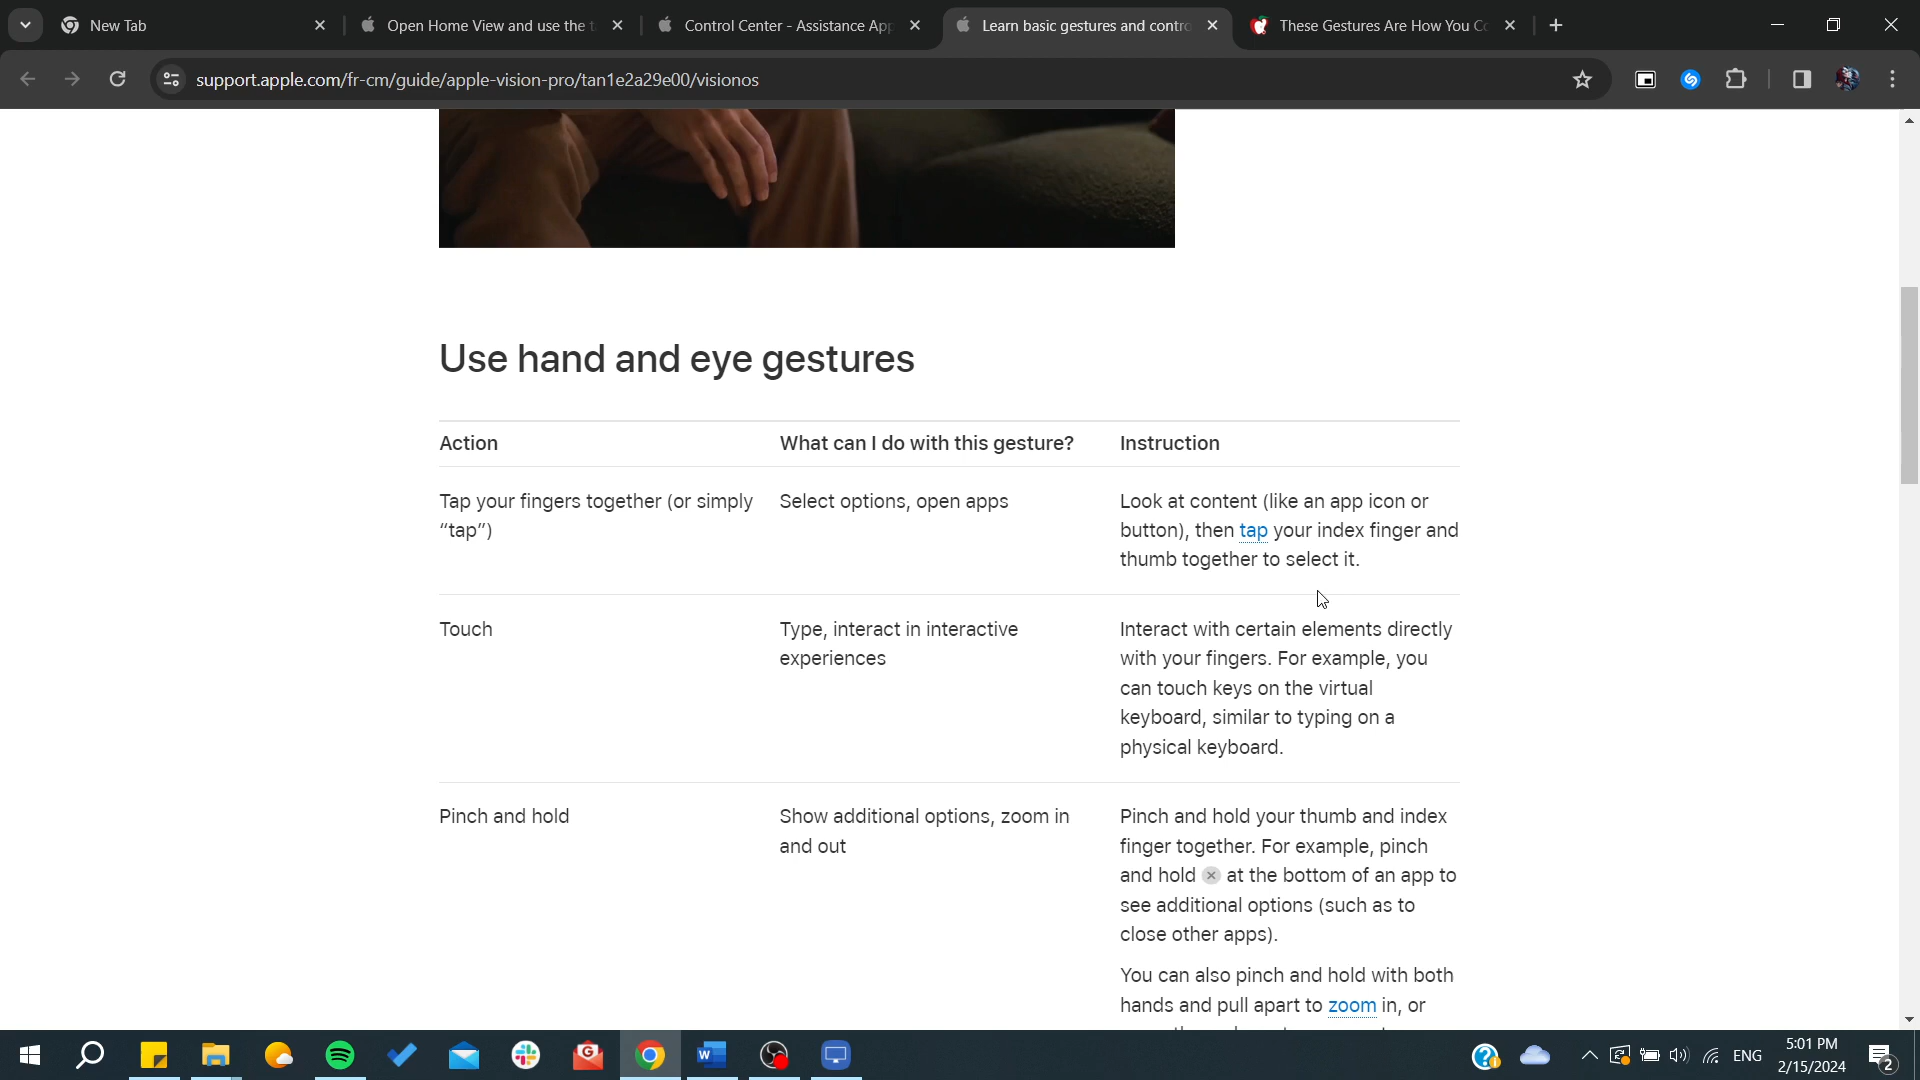 New Tab
Open Home View and use the t
Control Center - Assistance App
Learn basic gestures and contro
These Gestures Are How You Co
support.apple.com/fr-cm/guide/apple-vision-pro/tan1e2a29e00/visionos
Use hand and eye gestures
Action
What can I do with this gesture?
Instruction
Tap your fingers together (or simply
“tap”)
Select options, open apps
Look at content (like an app icon or
button), then tap your index finger and
thumb together to select it.
Touch
Type, interact in interactive
experiences
Interact with certain elements directly
with your fingers. For example, you
can touch keys on the virtual
keyboard, similar to typing on a
physical keyboard.
Pinch and hold
Show additional options, zoom in
and out
Pinch and hold your thumb and index
finger together. For example, pinch
and hold at the bottom of an app to
see additional options (such as to
close other apps).
You can also pinch and hold with both
hands and pull apart to zoom in, or
ENG
5:01 PM
2/15/2024
2